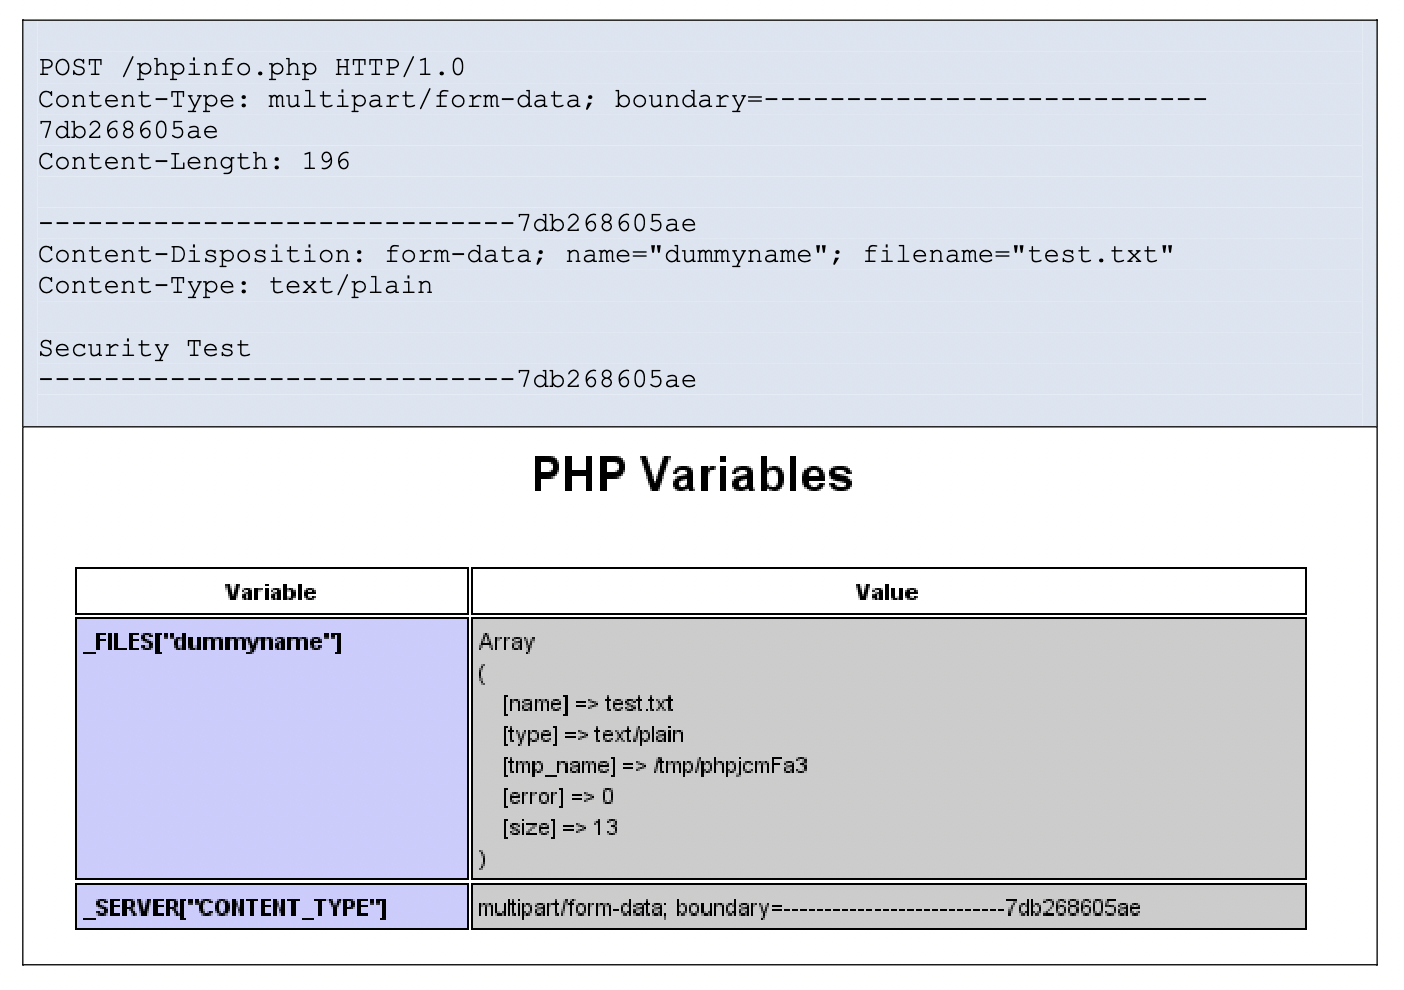 POST /phpinfo.php HTTP/1.0
Content-Type: multipart/form-data; boundary=---------------------------
7db268605ae
Content-Length: 196
-----------------------------7db268605ae
Content-Disposition: form-data; name="dummyname"; filename="test.txt"
Content-Type: text/plain
Security Test
-----------------------------7db268605ae
PHP Variables
Variable Value
_FILES["dummyname"] Array
(
[name] => test.txt
[type] => text/plain
[tmp_name] => /tmp/phpjcmFa3
[error] => 0
[size] => 13
)
_SERVER["CONTENT_TYPE"] multipart/form-data; boundary=---------------------------7db268605ae